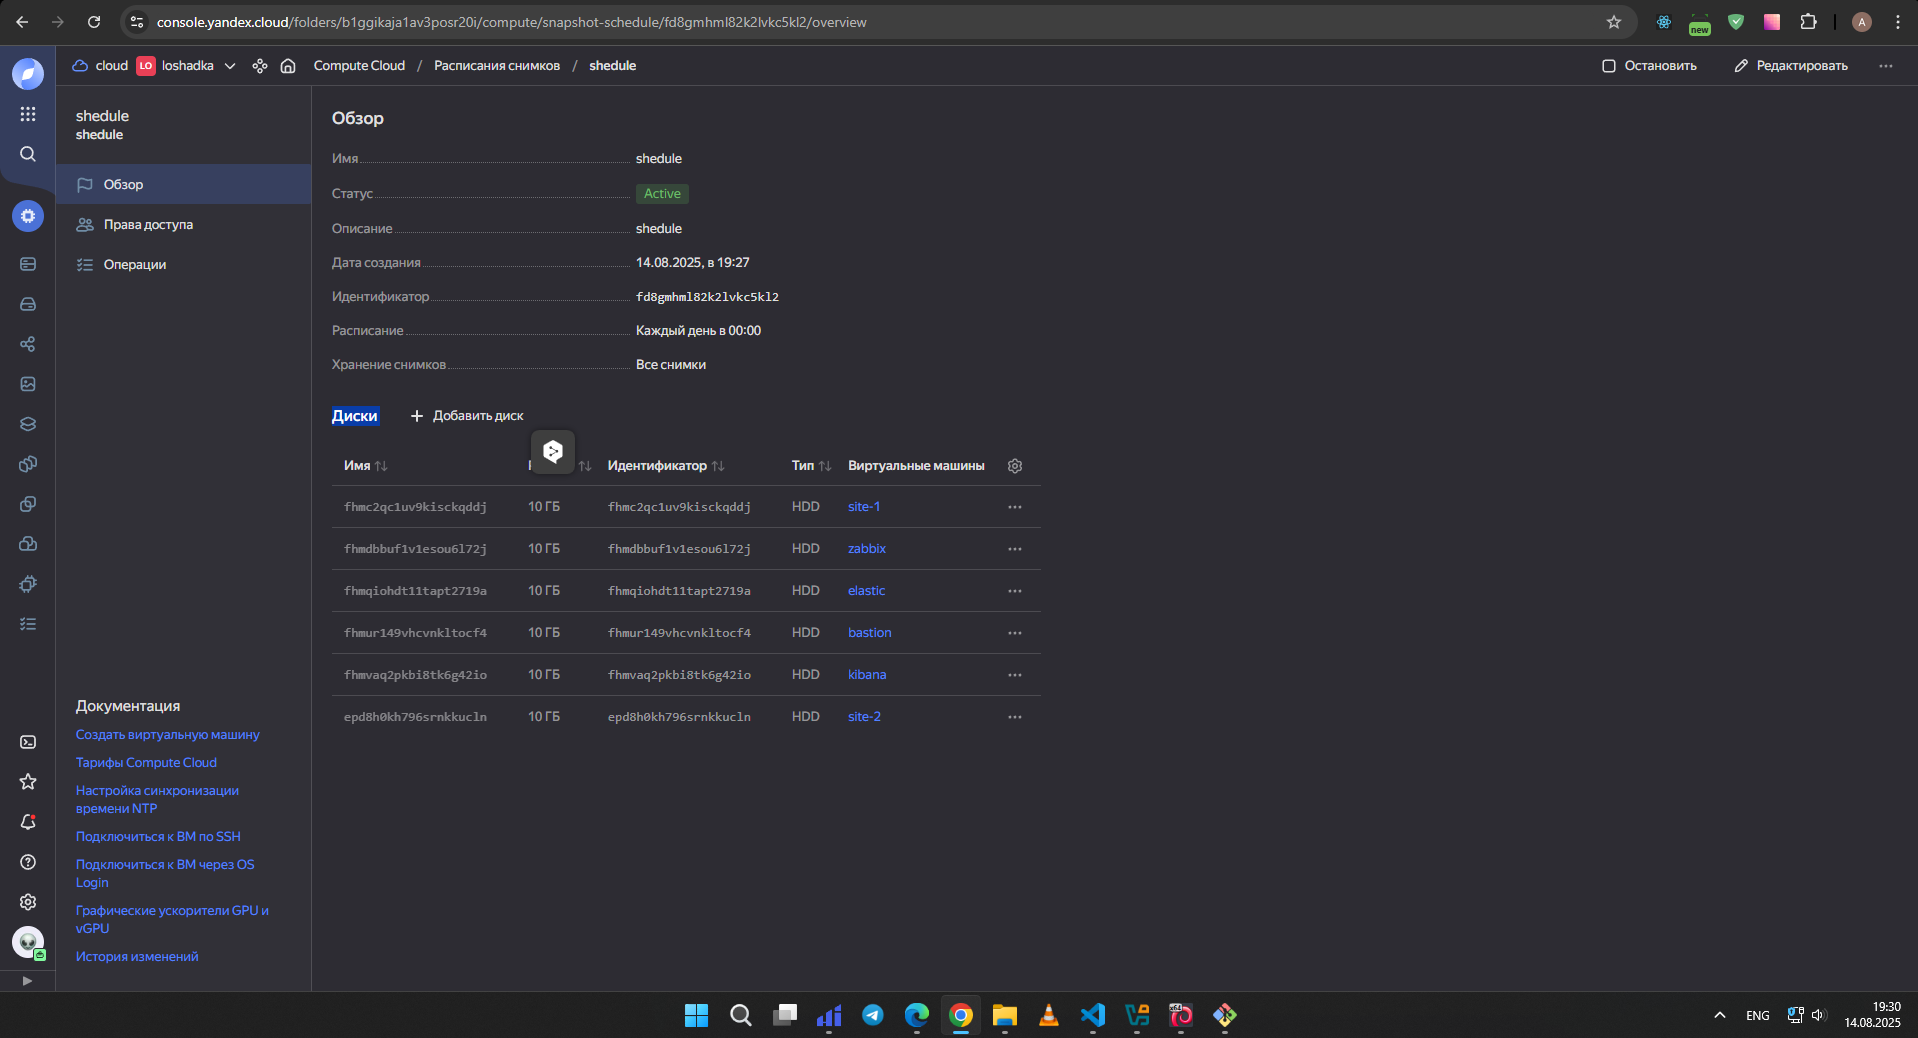 console.yandex.cloud/folders/b1ggikaja1av3posr20i/compute/snapshot-schedule/fd8gmhml82k2lvkc5kl2/overview
new
A
cloud LO loshadka Compute Cloud / Расписания снимков / shedule
Остановить Редактировать
shedule
shedule
Обзор
Права доступа
Операции
Документация
Создать виртуальную машину
Тарифы Compute Cloud
Настройка синхронизации
времени NTP
Подключиться к ВМ по SSH
Подключиться к ВМ через OS
Login
Графические ускорители GPU и
vGPU
История изменений
Обзор
Имя shedule
Статус Active
Описание shedule
Дата создания 14.08.2025, в 19:27
Идентификатор fd8gmhml82k2lvkc5kl2
Расписание Каждый день в 00:00
Хранение снимков Все снимки
Диски + Добавить диск
Имя Идентификатор Тип Виртуальные машины
fhmc2qc1uv9kisckqddj 10 ГБ fhmc2qc1uv9kisckqddj HDD site-1
fhmdbbuf1v1esou6l72j 10 ГБ fhmdbbuf1v1esou6l72j HDD zabbix
fhmqiohdt11tapt2719a 10 ГБ fhmqiohdt11tapt2719a HDD elastic
fhmur149vhcvnkltocf4 10 ГБ fhmur149vhcvnkltocf4 HDD bastion
fhmvaq2pkbi8tk6g42io 10 ГБ fhmvaq2pkbi8tk6g42io HDD kibana
epd8h0kh796srnkkucln 10 ГБ epd8h0kh796srnkkucln HDD site-2
ENG
19:30
14.08.2025